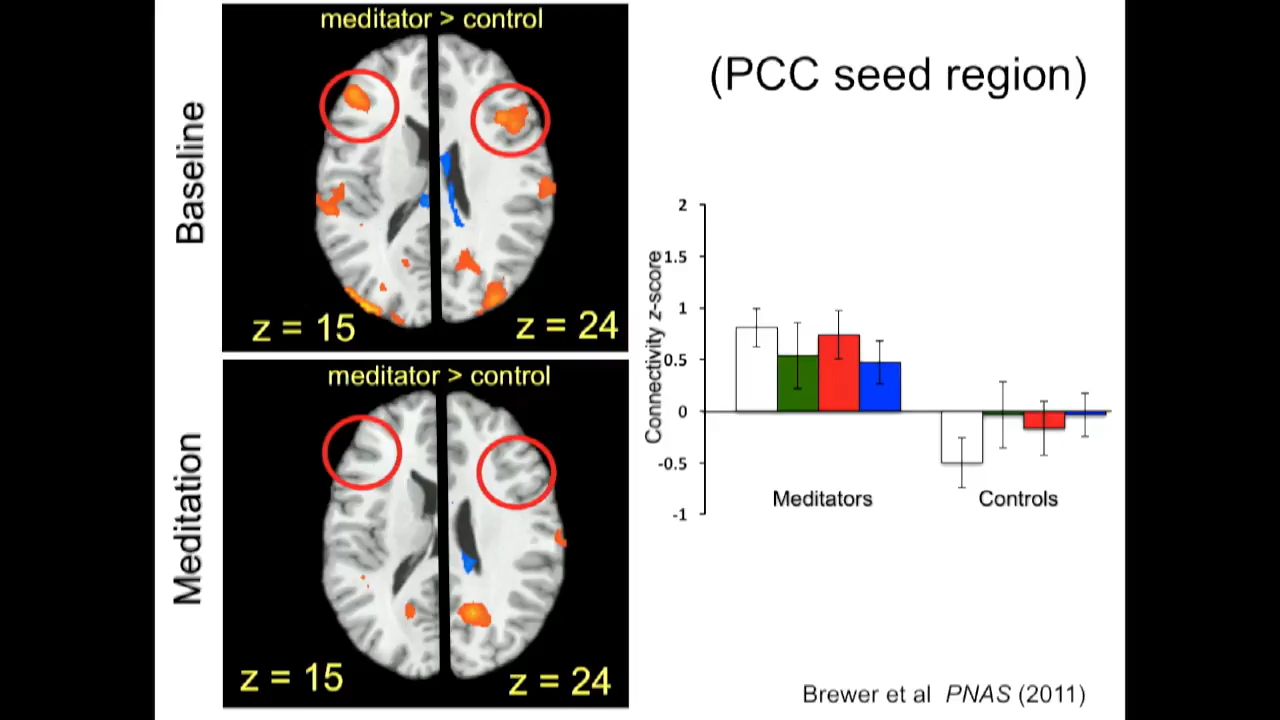 meditator > control
Baseline
z = 15
z = 24
meditator > control
Meditation
z = 15
z = 24
(PCC seed region)
Connectivity z-score
2
1.5
1
0.5
0
-0.5
-1
Meditators
Controls
Brewer et al PNAS (2011)